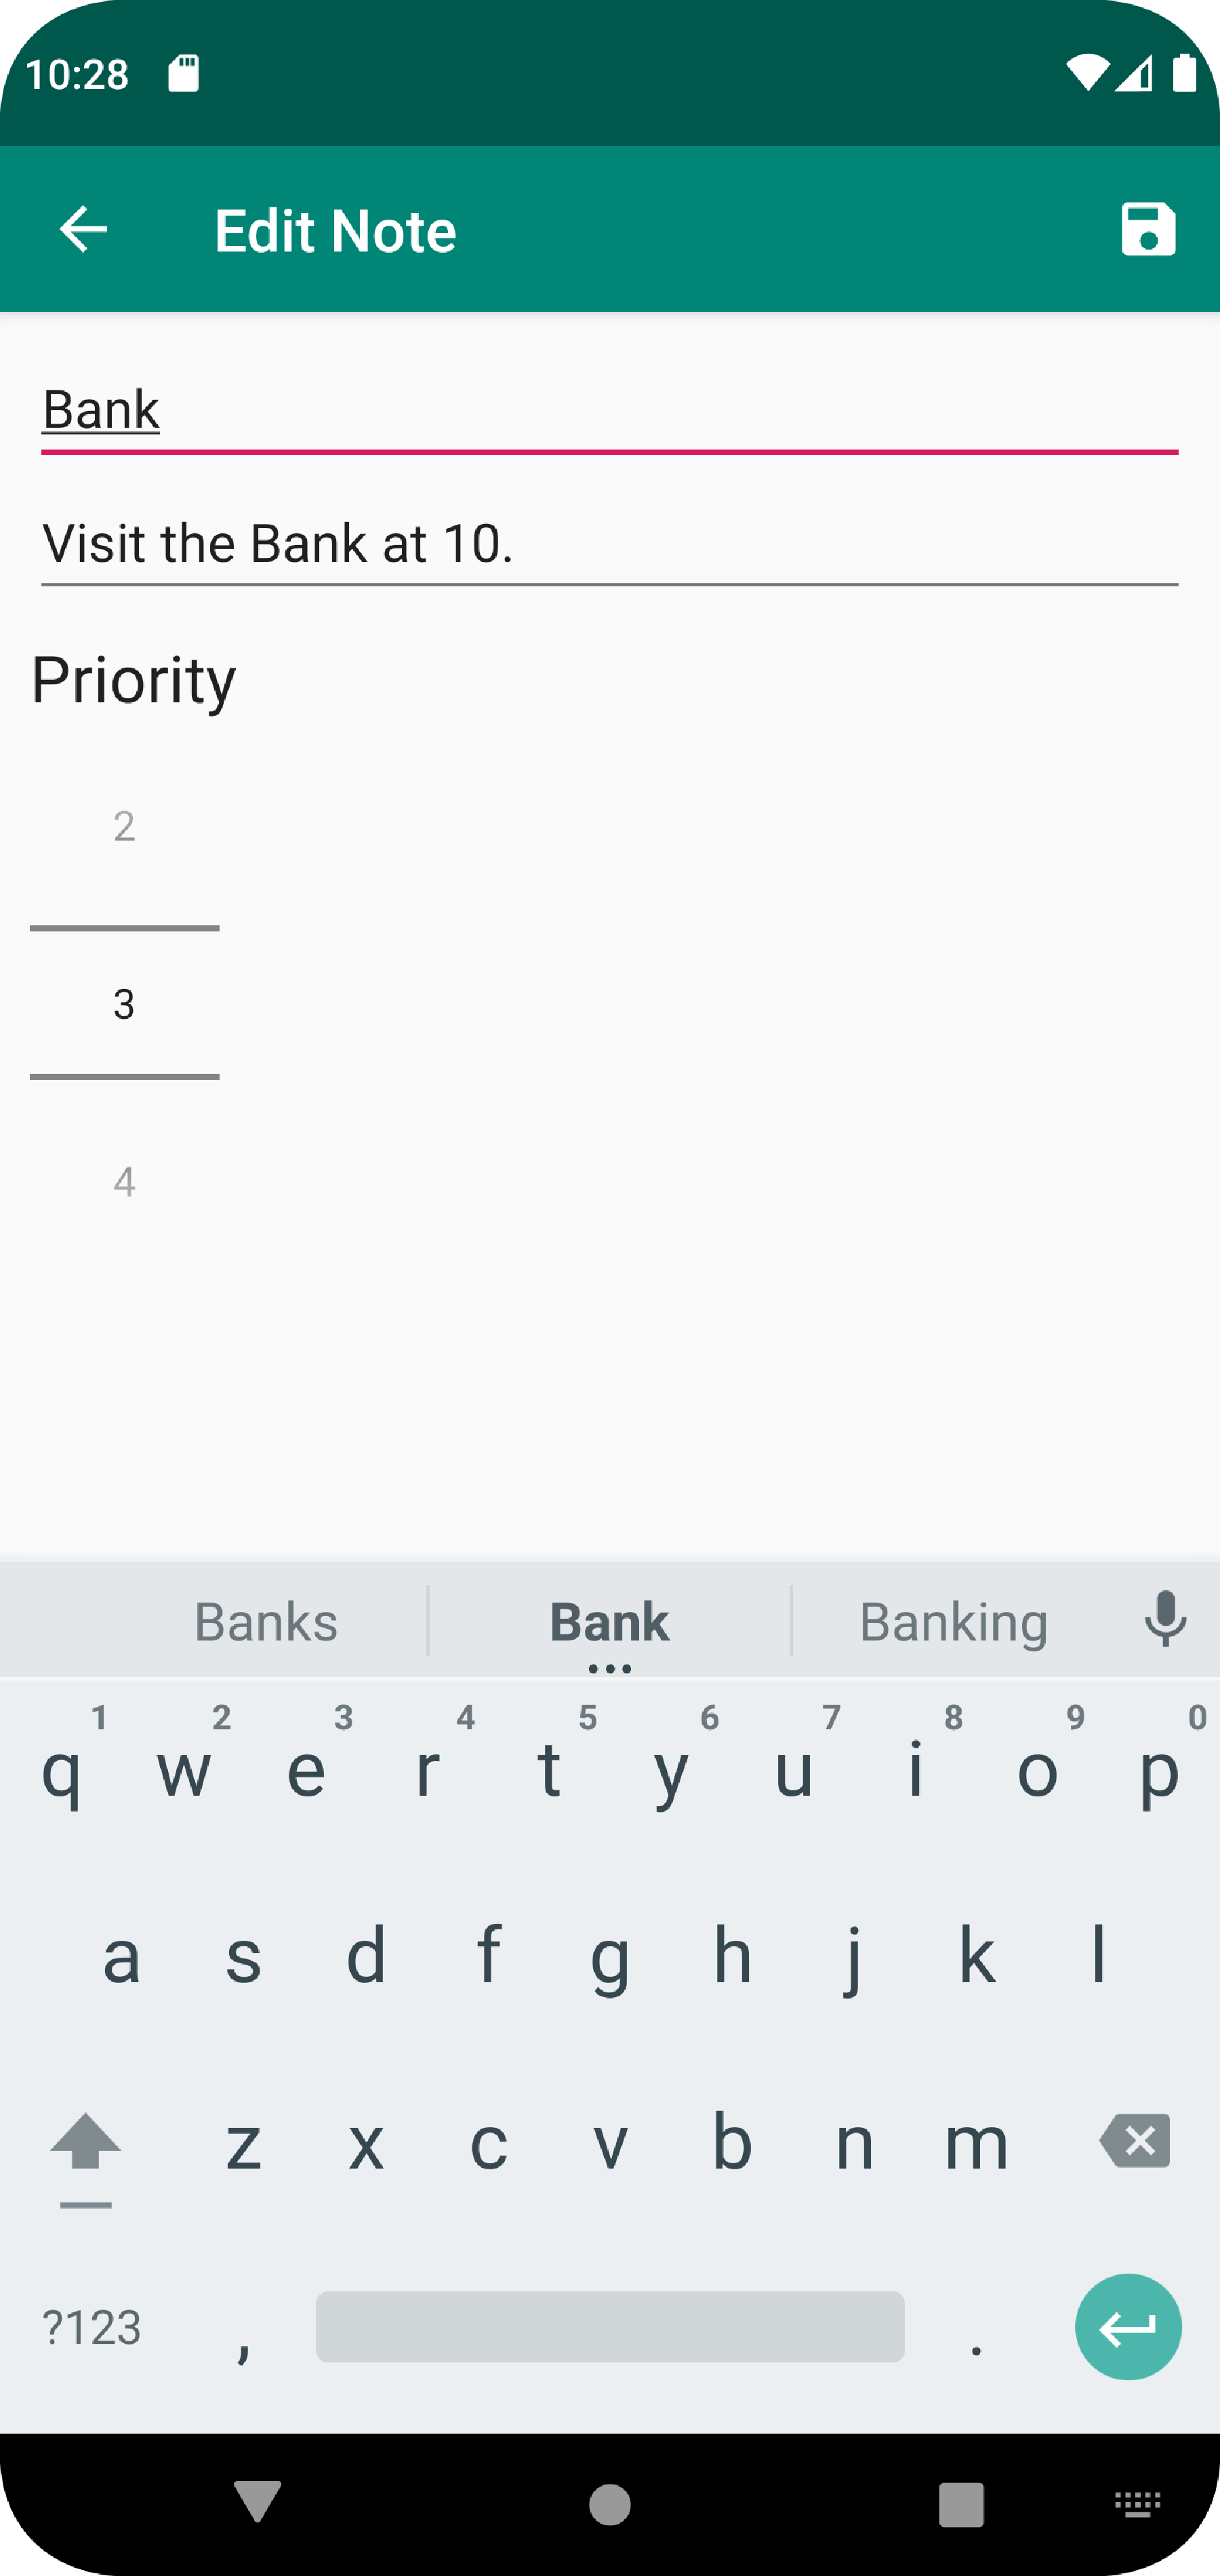 10:28
Edit Note
Bank
Visit the Bank at 10.
Priority
2
3
4
Banks Bank Banking
1 2 3 4 5 6 7 8 9 0
q w e r t y u i o p
a s d f g h j k l
z x c v b n m
?123 , .